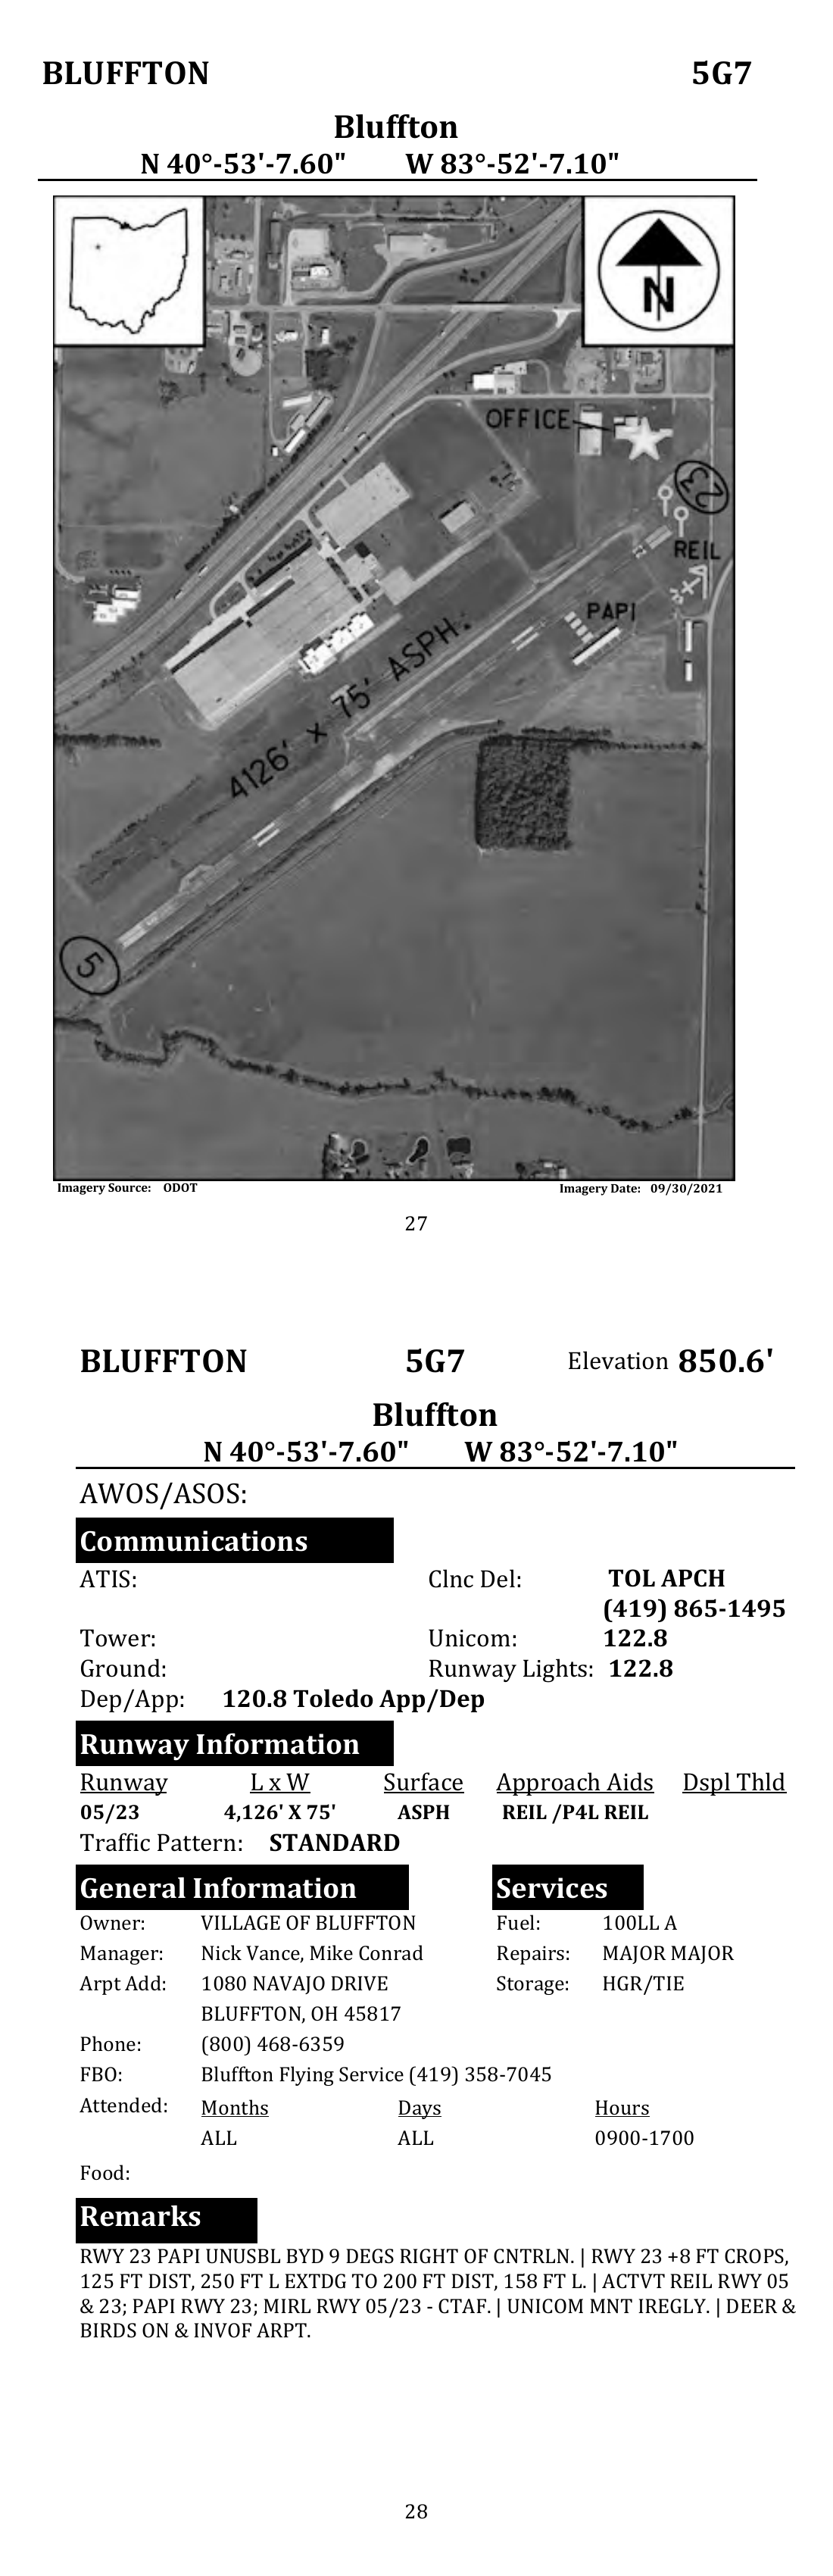 BLUFFTON 5G7
Bluffton
N 40°-53'-7.60" W 83°-52'-7.10"
N
OFFICE
23
REIL
PAPI
4126' x 75' ASPH.
5
Imagery Source: ODOT Imagery Date: 09/30/2021
27
BLUFFTON 5G7 Elevation 850.6'
Bluffton
N 40°-53'-7.60" W 83°-52'-7.10"
AWOS/ASOS:
Communications
ATIS: Clnc Del: TOL APCH
(419) 865-1495
Tower: Unicom: 122.8
Ground: Runway Lights: 122.8
Dep/App: 120.8 Toledo App/Dep
Runway Information
Runway L x W Surface Approach Aids Dspl Thld
05/23 4,126' X 75' ASPH REIL /P4L REIL
Traffic Pattern: STANDARD
General Information Services
Owner: VILLAGE OF BLUFFTON Fuel: 100LL A
Manager: Nick Vance, Mike Conrad Repairs: MAJOR MAJOR
Arpt Add: 1080 NAVAJO DRIVE Storage: HGR/TIE
BLUFFTON, OH 45817
Phone: (800) 468-6359
FBO: Bluffton Flying Service (419) 358-7045
Attended: Months Days Hours
ALL ALL 0900-1700
Food:
Remarks
RWY 23 PAPI UNUSBL BYD 9 DEGS RIGHT OF CNTRLN. | RWY 23 +8 FT CROPS,
125 FT DIST, 250 FT L EXTDG TO 200 FT DIST, 158 FT L. | ACTVT REIL RWY 05
& 23; PAPI RWY 23; MIRL RWY 05/23 - CTAF. | UNICOM MNT IREGLY. | DEER &
BIRDS ON & INVOF ARPT.
28